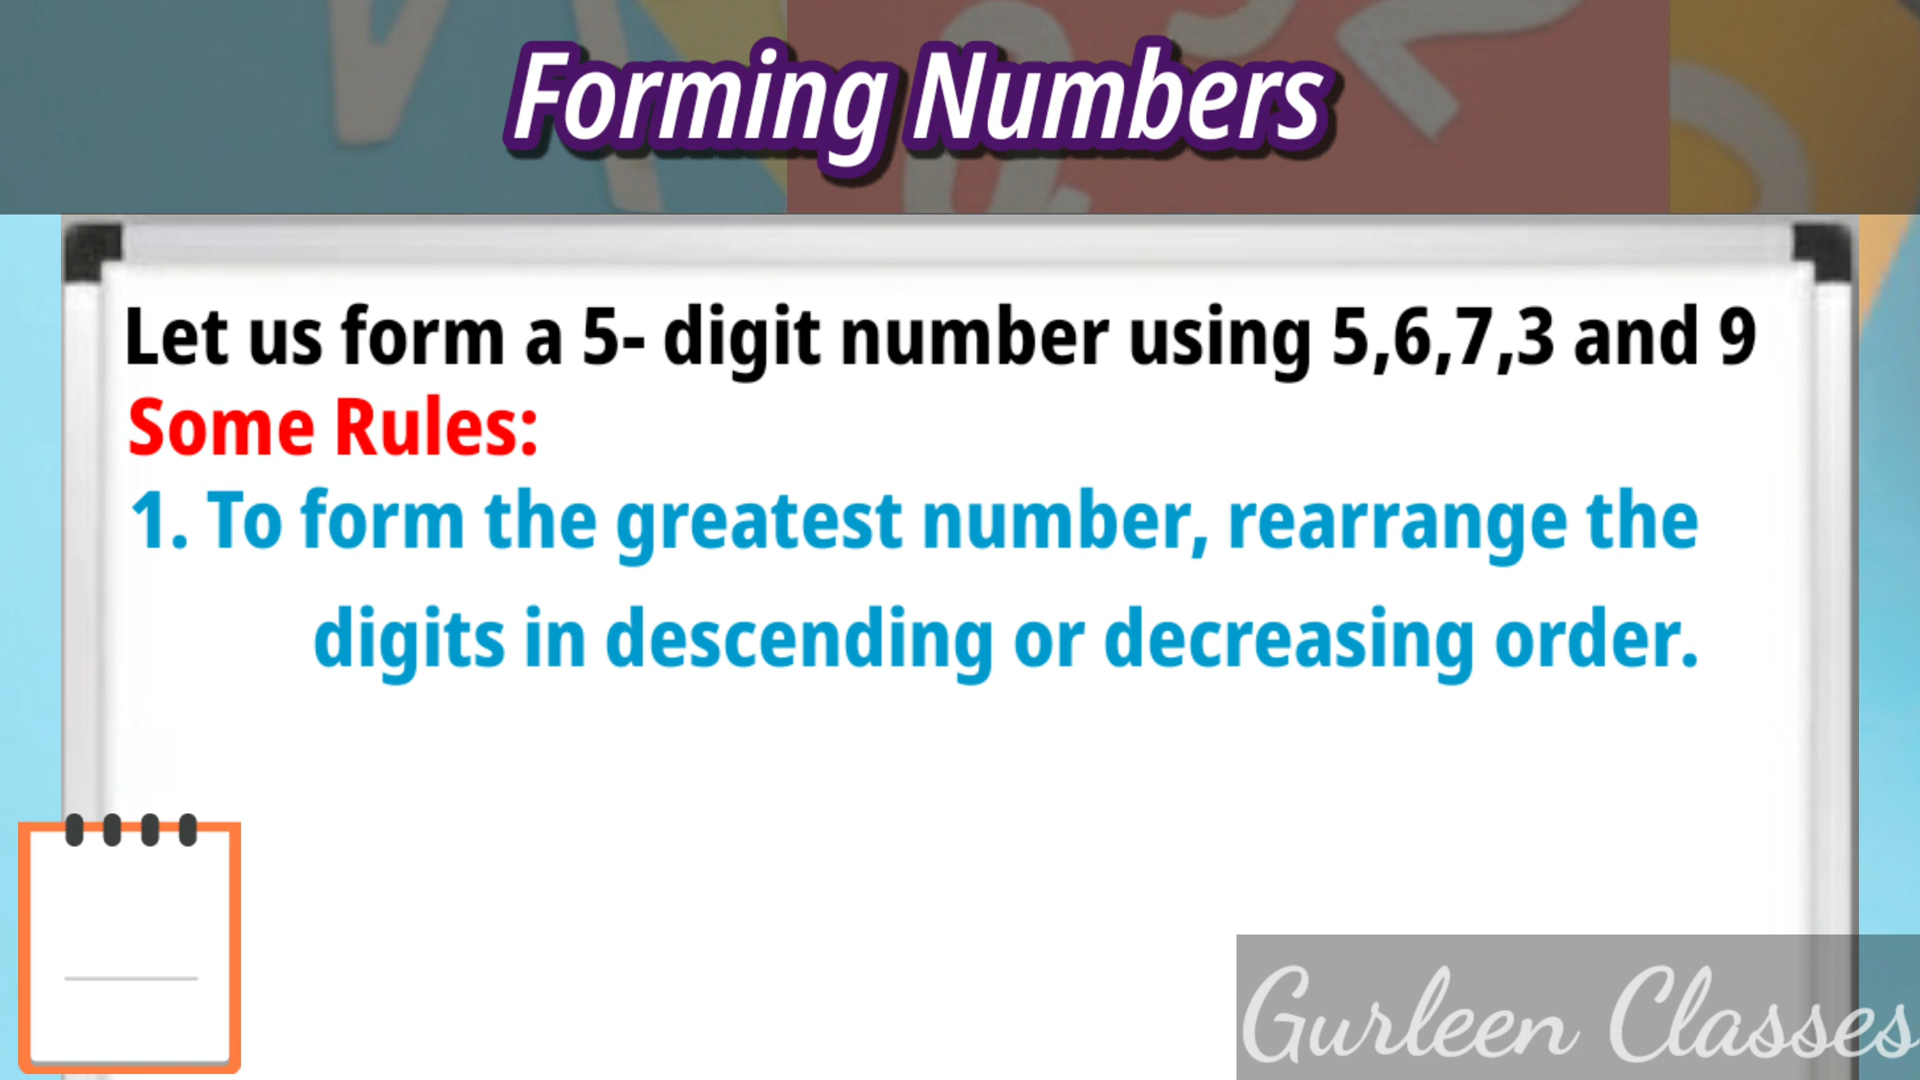 Forming Numbers
Let us form a 5- digit number using 5,6,7,3 and 9
Some Rules:
1. To form the greatest number, rearrange the
digits in descending or decreasing order.
Gurleen Classes